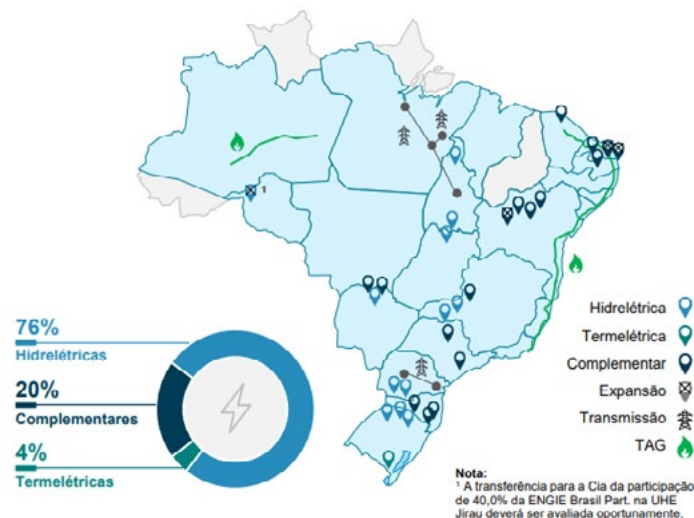 1
76%
Hidrelétricas
20%
Complementares
4%
Termelétricas
Hidrelétrica
Termelétrica
Complementar
Expansão
Transmissão
TAG
Nota:
¹ A transferência para a Cia da participação
de 40,0% da ENGIE Brasil Part. na UHE
Jirau deverá ser avaliada oportunamente.